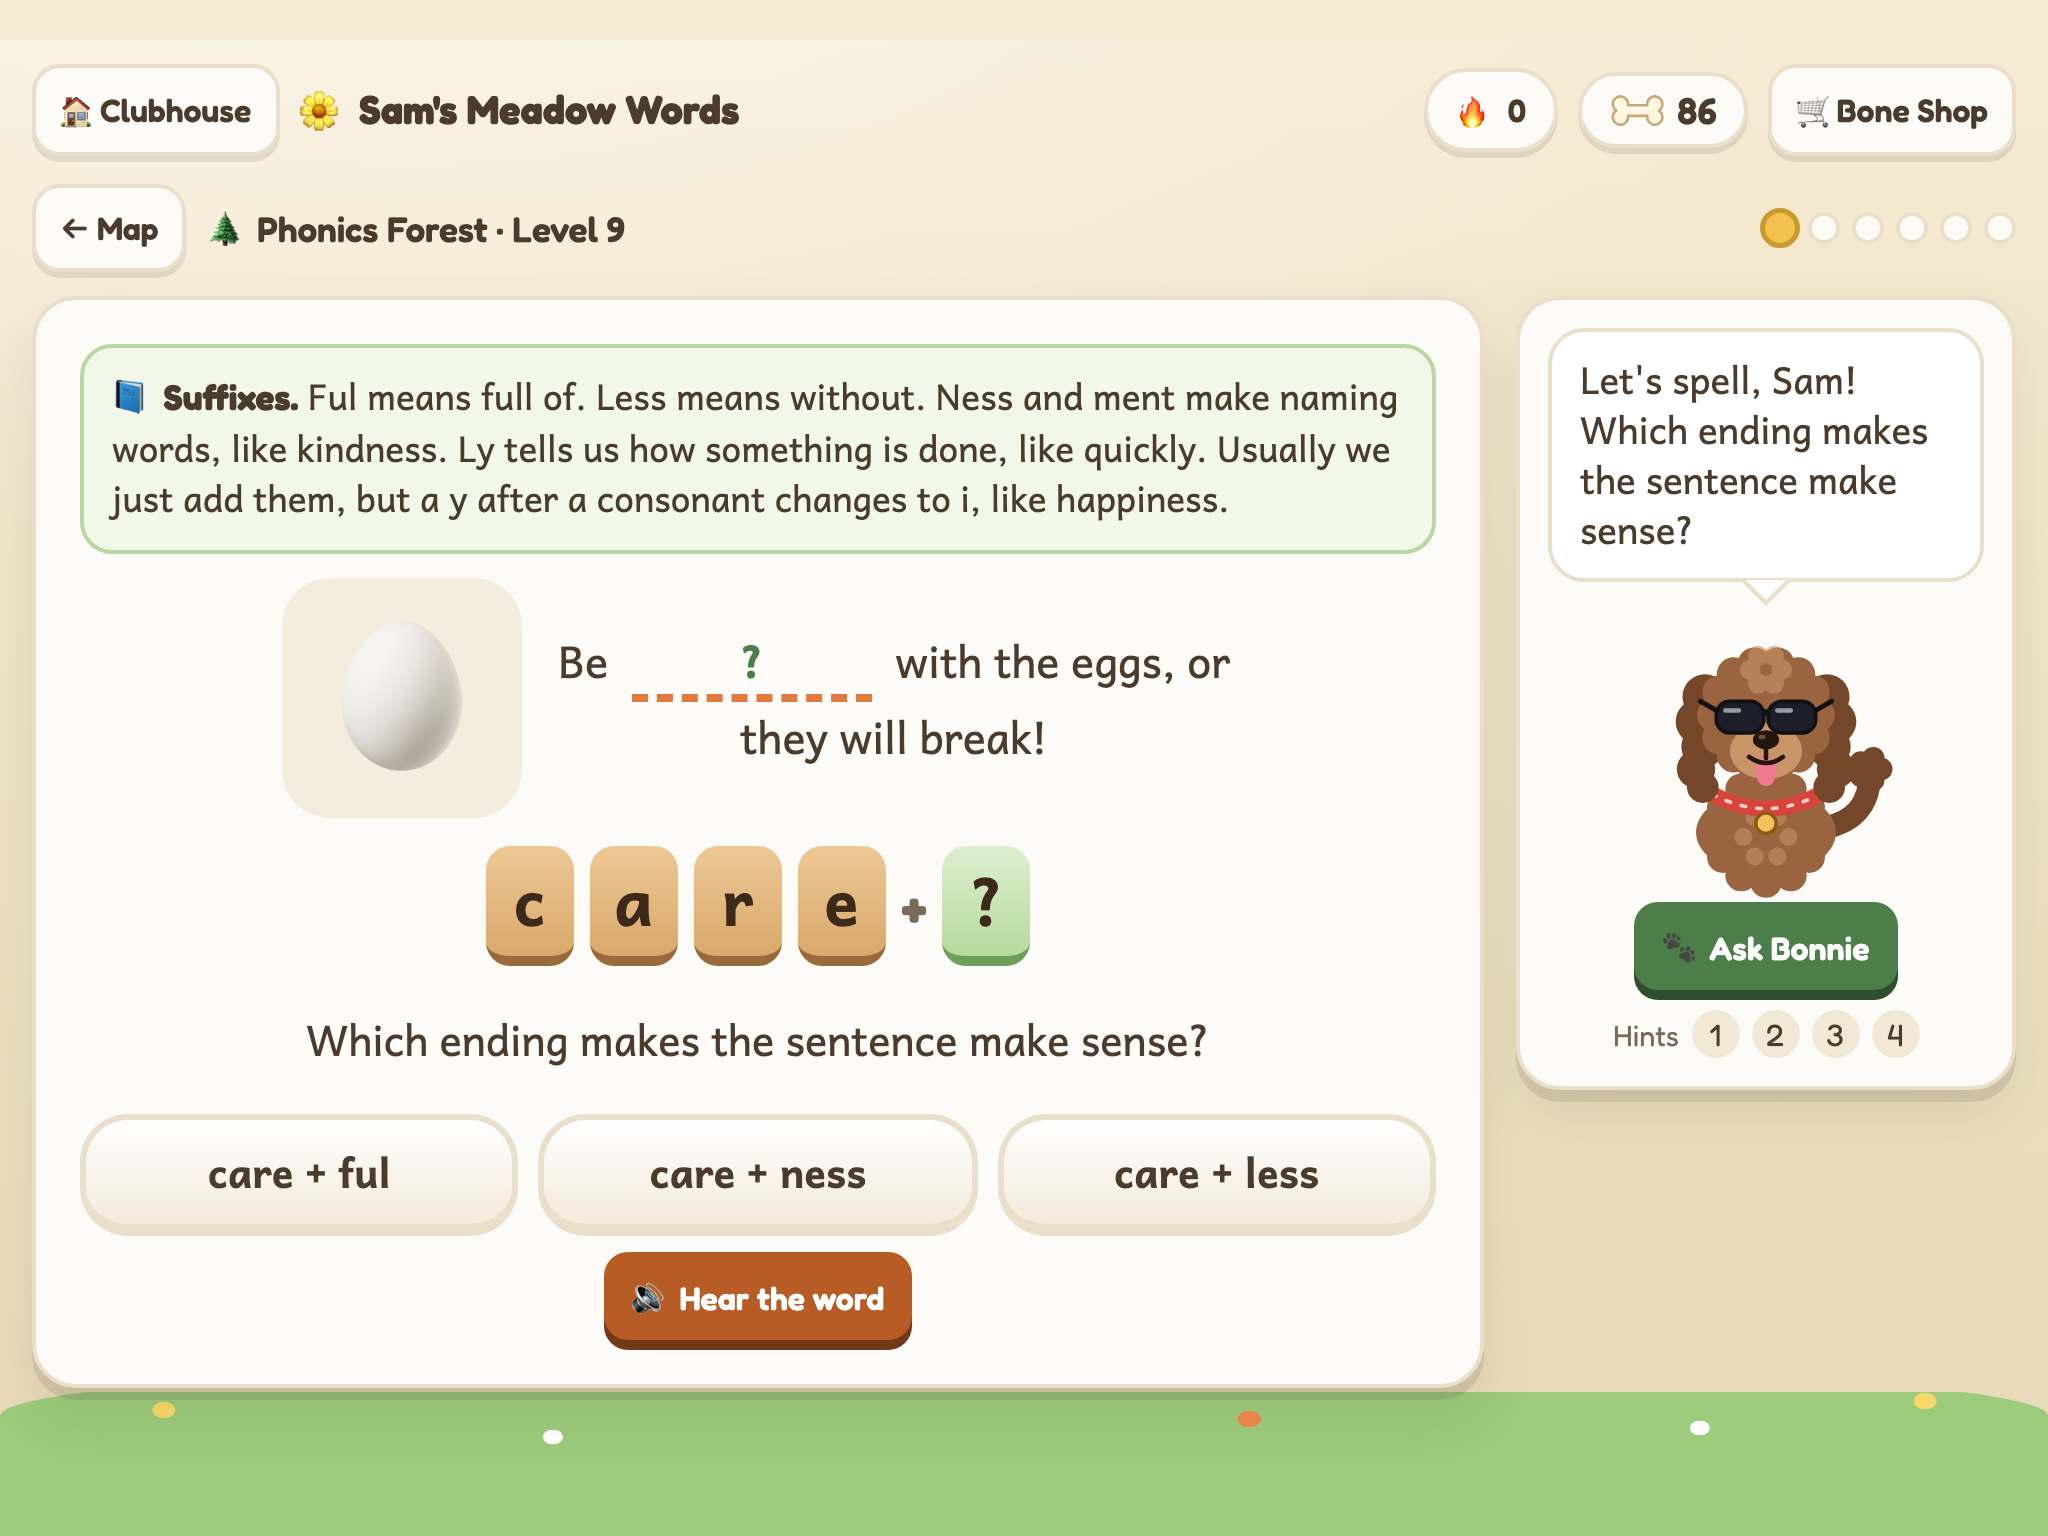 Clubhouse
Sam's Meadow Words
0
86
Bone Shop
← Map
Phonics Forest · Level 9
Suffixes. Ful means full of. Less means without. Ness and ment make naming
words, like kindness. Ly tells us how something is done, like quickly. Usually we
just add them, but a y after a consonant changes to i, like happiness.
Let's spell, Sam!
Which ending makes
the sentence make
sense?
Be ? with the eggs, or
they will break!
c a r e + ?
Which ending makes the sentence make sense?
care + ful
care + ness
care + less
Hear the word
Ask Bonnie
Hints 1 2 3 4